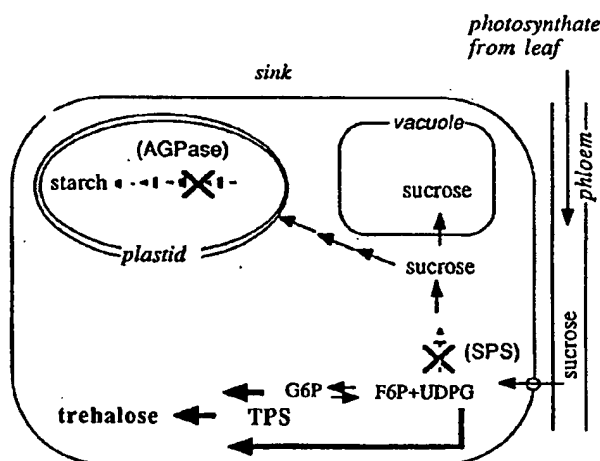 photosynthate
from leaf
sink
(AGPase)
starch
plastid
vacuole
sucrose
phloem
sucrose
(SPS)
sucrose
G6P
F6P+UDPG
trehalose
TPS